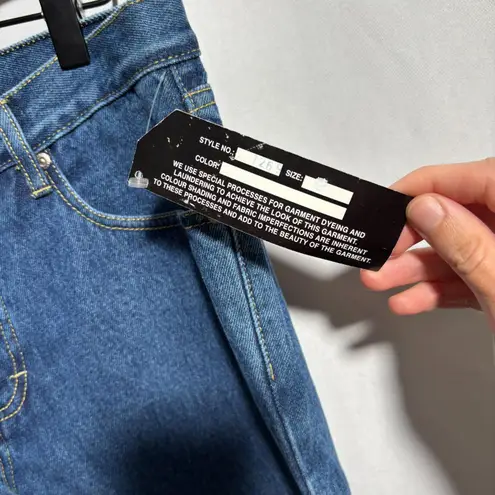 STYLE NO.: SIZE:
COLOR:
WE USE SPECIAL PROCESSES FOR GARMENT DYEING AND
LAUNDERING TO ACHIEVE THE LOOK OF THIS GARMENT.
COLOUR SHADING AND FABRIC IMPERFECTIONS ARE INHERENT
TO THESE PROCESSES AND ADD TO THE BEAUTY OF THE GARMENT.